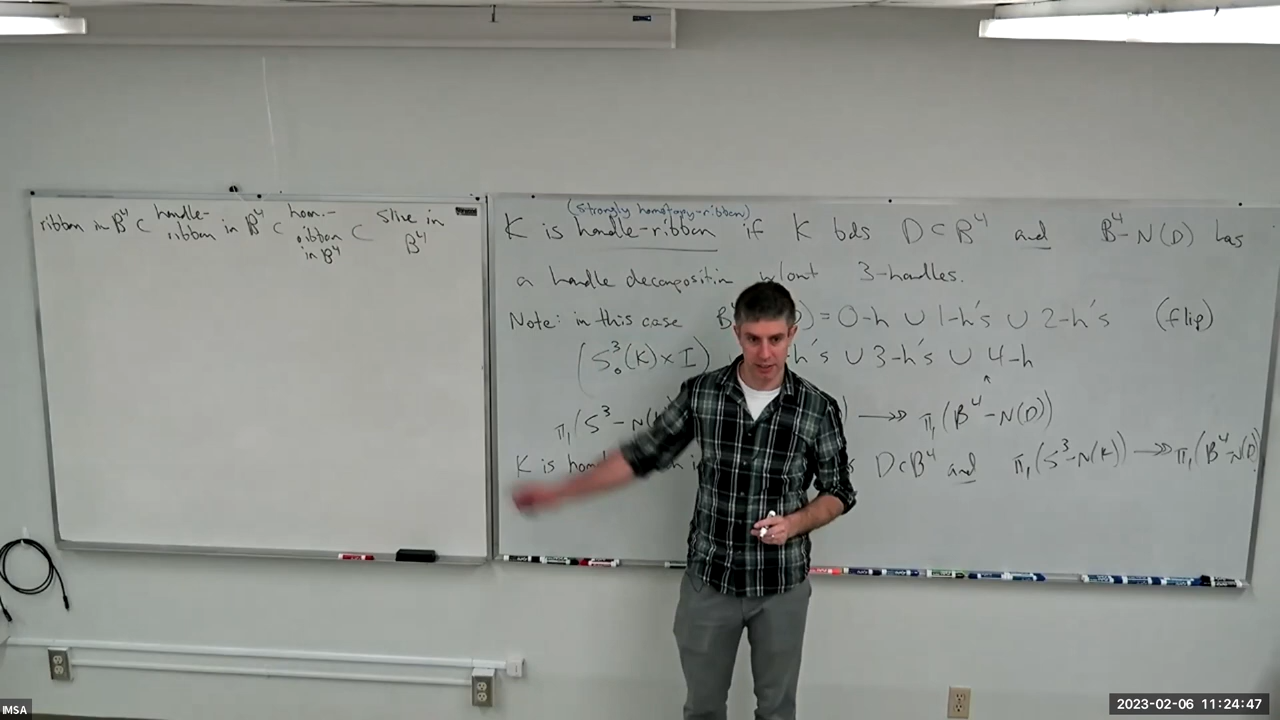 ribbon in B⁴ ⊂ handle-ribbon in B⁴ ⊂ hom.-ribbon in B⁴ ⊂ slice in B⁴
(strongly homotopy-ribbon)
K is handle-ribbon if K bds D ⊂ B⁴ and B⁴-N(D) has
a handle decomposition w/out 3-handles.
Note: in this case B⁴ ) = 0-h ∪ 1-h's ∪ 2-h's (flip)
(S³₀(K) × I) h's ∪ 3-h's ∪ 4-h
π₁(S³-N( ) →» π₁(B⁴-N(D))
K is D⊂B⁴ and π₁(S³-N(K)) →» π₁(B⁴-N(D)
IMSA
2023-02-06 11:24:47